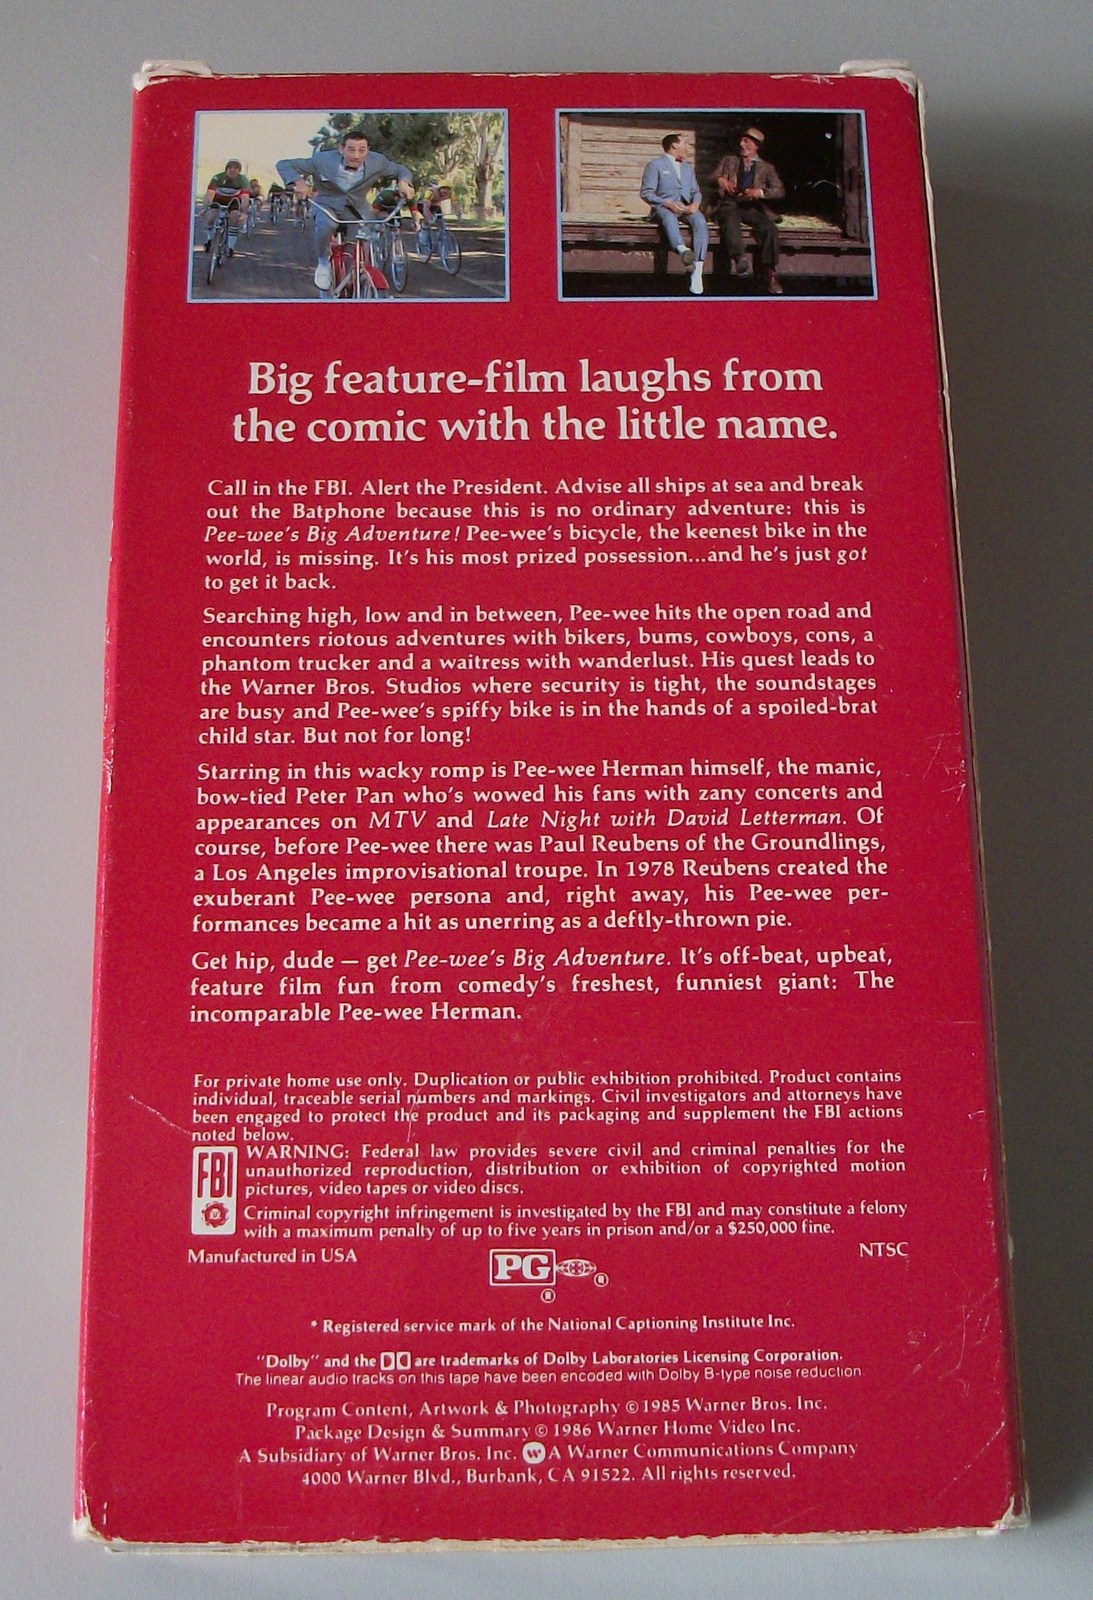 Big feature-film laughs from
the comic with the little name.
Call in the FBI. Alert the President. Advise all ships at sea and break
out the Batphone because this is no ordinary adventure: this is
Pee-wee's Big Adventure! Pee-wee's bicycle, the keenest bike in the
world, is missing. It's his most prized possession...and he's just got
to get it back.
Searching high, low and in between, Pee-wee hits the open road and
encounters riotous adventures with bikers, bums, cowboys, cons, a
phantom trucker and a waitress with wanderlust. His quest leads to
the Warner Bros. Studios where security is tight, the soundstages
are busy and Pee-wee's spiffy bike is in the hands of a spoiled-brat
child star. But not for long!
Starring in this wacky romp is Pee-wee Herman himself, the manic,
bow-tied Peter Pan who's wowed his fans with zany concerts and
appearances on MTV and Late Night with David Letterman. Of
course, before Pee-wee there was Paul Reubens of the Groundlings,
a Los Angeles improvisational troupe. In 1978 Reubens created the
exuberant Pee-wee persona and, right away, his Pee-wee per-
formances became a hit as unerring as a deftly-thrown pie.
Get hip, dude — get Pee-wee's Big Adventure. It's off-beat, upbeat,
feature film fun from comedy's freshest, funniest giant: The
incomparable Pee-wee Herman.
For private home use only. Duplication or public exhibition prohibited. Product contains
individual, traceable serial numbers and markings. Civil investigators and attorneys have
been engaged to protect the product and its packaging and supplement the FBI actions
noted below.
FBI
WARNING: Federal law provides severe civil and criminal penalties for the
unauthorized reproduction, distribution or exhibition of copyrighted motion
pictures, video tapes or video discs.
Criminal copyright infringement is investigated by the FBI and may constitute a felony
with a maximum penalty of up to five years in prison and/or a $250,000 fine.
Manufactured in USA
PG ®
®
NTSC
* Registered service mark of the National Captioning Institute Inc.
"Dolby" and the are trademarks of Dolby Laboratories Licensing Corporation.
The linear audio tracks on this tape have been encoded with Dolby B-type noise reduction.
Program Content, Artwork & Photography © 1985 Warner Bros. Inc.
Package Design & Summary © 1986 Warner Home Video Inc.
A Subsidiary of Warner Bros. Inc. W A Warner Communications Company
4000 Warner Blvd., Burbank, CA 91522. All rights reserved.